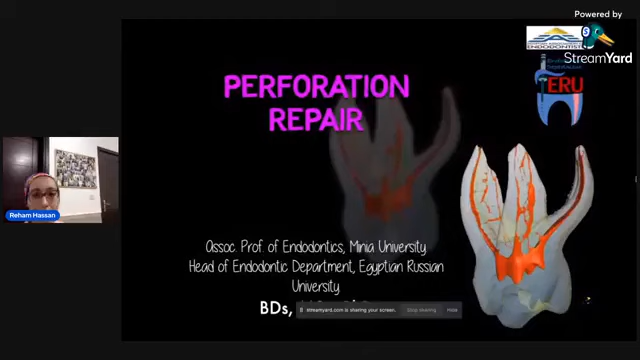 Powered by
StreamYard
ENDODONTIST
ERU
PERFORATION
REPAIR
Reham Hassan
Assoc. Prof. of Endodontics, Minia University
Head of Endodontic Department, Egyptian Russian
University
BDs,
streamyard.com is sharing your screen.
Stop sharing
Hide